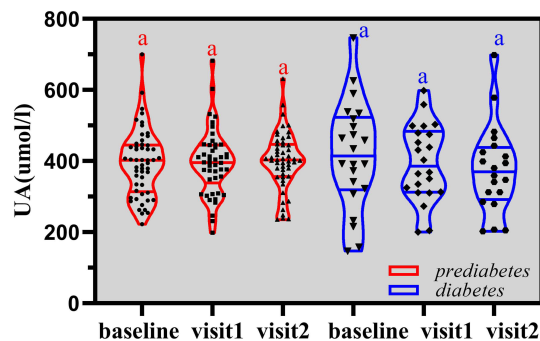 800
600
400
200
0
UA(umol/l)
a a a a a a
prediabetes
diabetes
baseline visit1 visit2 baseline visit1 visit2